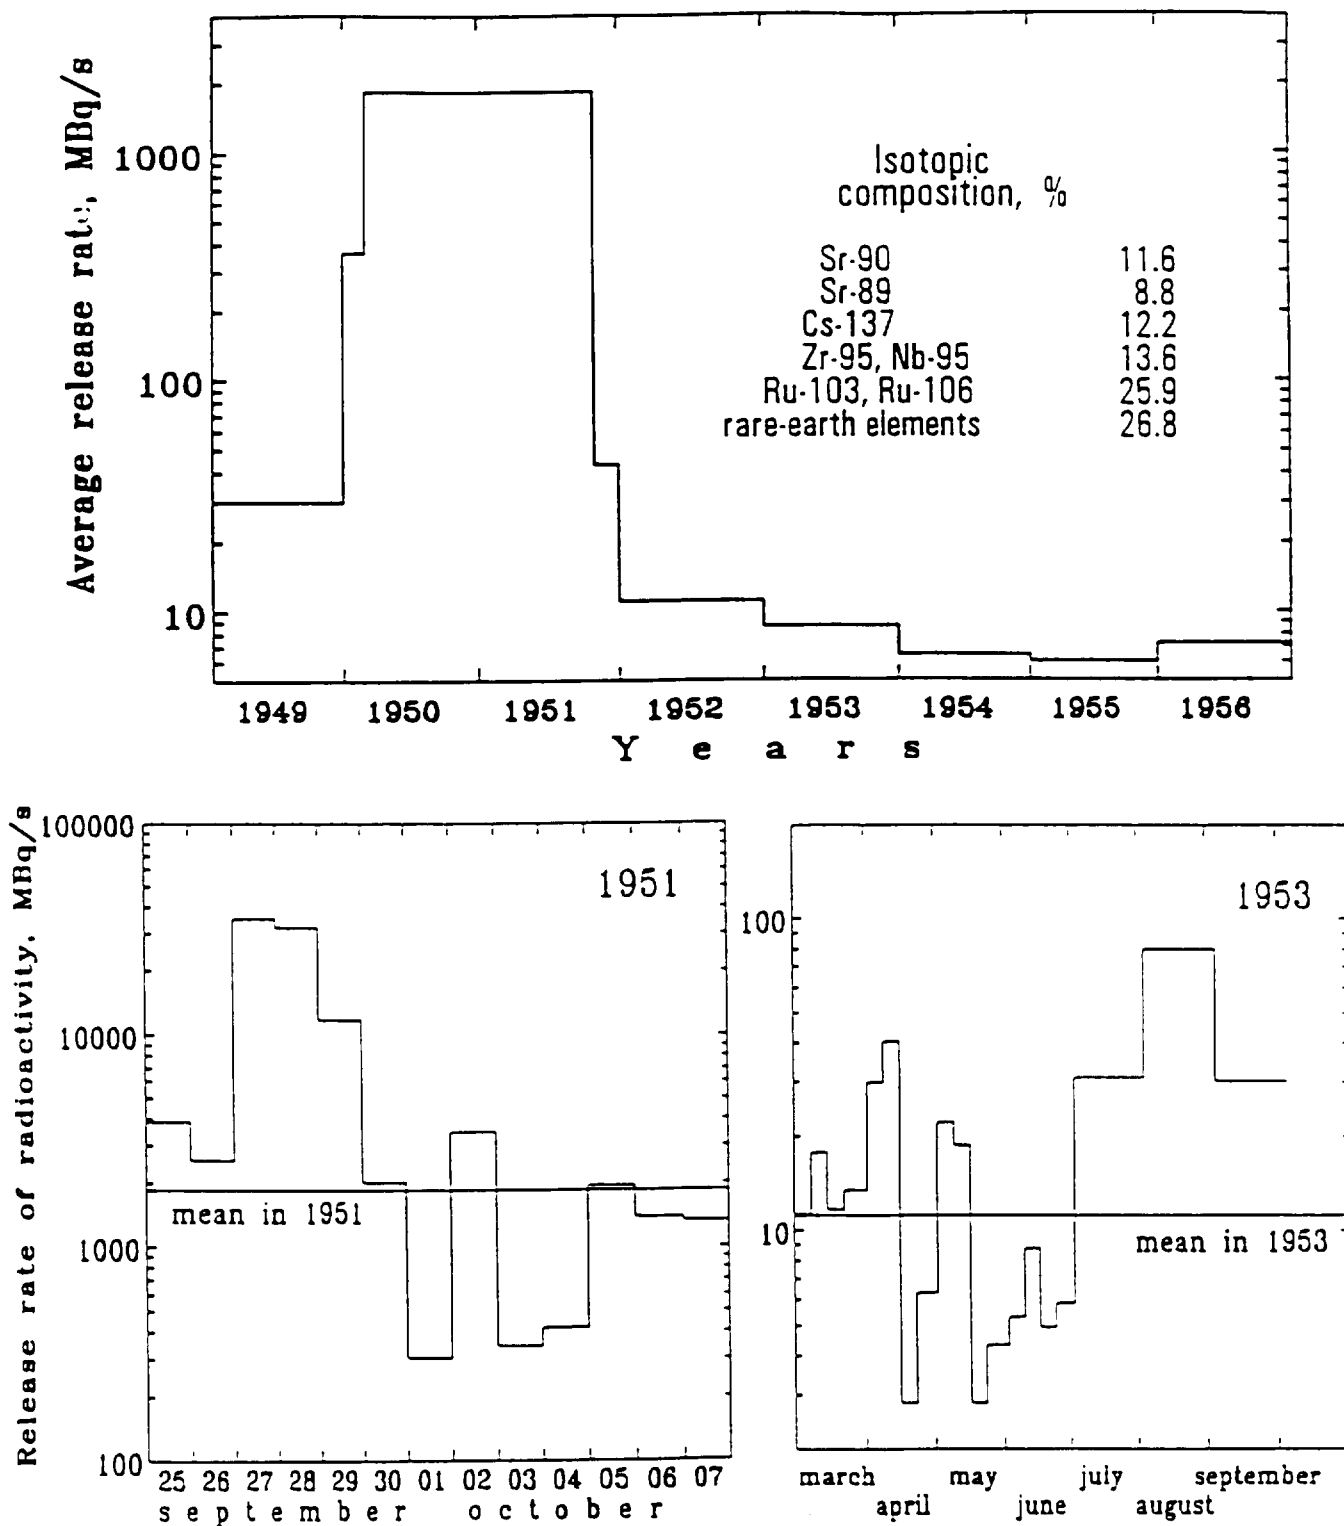 Average release rate, MBq/s
1000
100
10
Isotopic
composition, %
Sr-90 11.6
Sr-89 8.8
Cs-137 12.2
Zr-95, Nb-95 13.6
Ru-103, Ru-106 25.9
rare-earth elements 26.8
1949 1950 1951 1952 1953 1954 1955 1956
Years
Release rate of radioactivity, MBq/s
100000
10000
1000
100
1951
mean in 1951
25 26 27 28 29 30 01 02 03 04 05 06 07
september october
100
10
1953
mean in 1953
march may july september
april june august